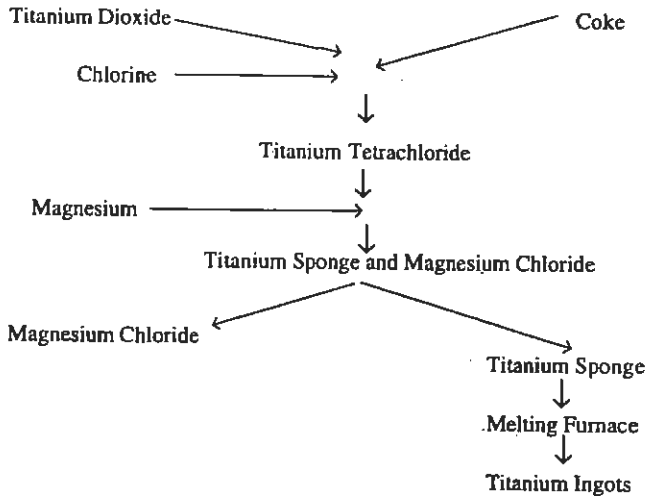 Titanium Dioxide
Coke
Chlorine
Titanium Tetrachloride
Magnesium
Titanium Sponge and Magnesium Chloride
Magnesium Chloride
Titanium Sponge
Melting Furnace
Titanium Ingots